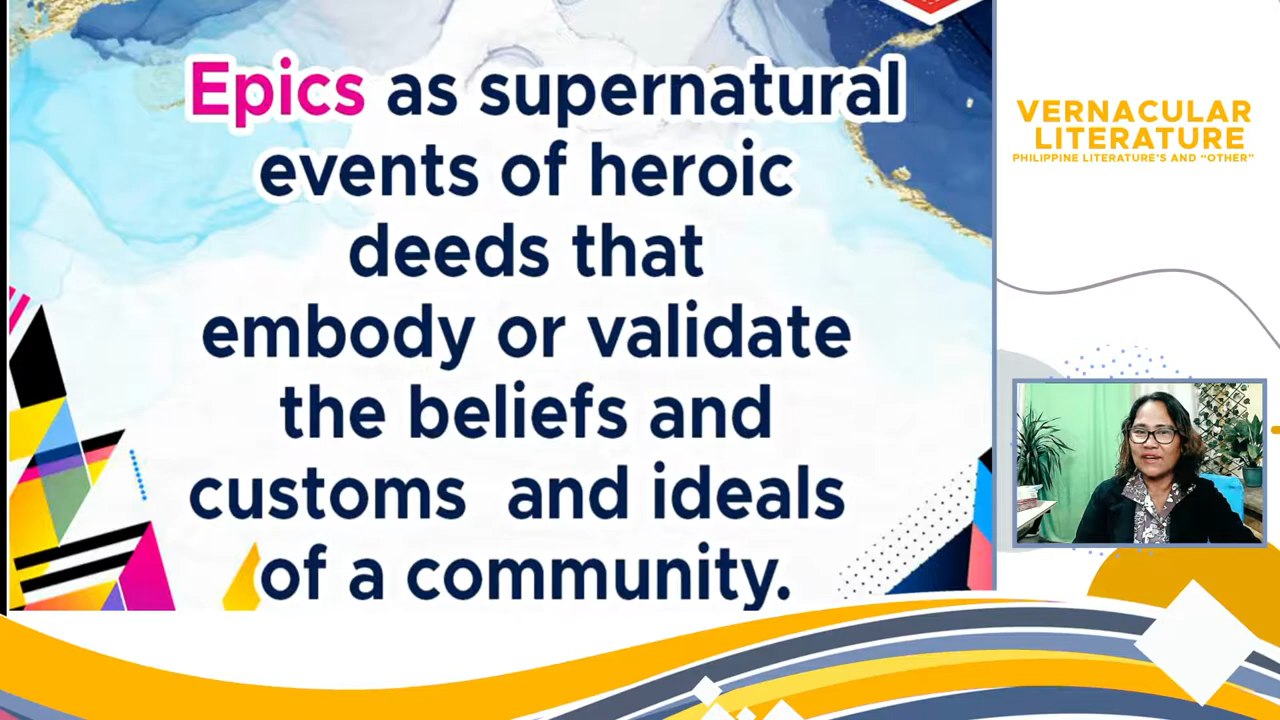 Epics as supernatural
events of heroic
deeds that
embody or validate
the beliefs and
customs and ideals
of a community.
VERNACULAR
LITERATURE
PHILIPPINE LITERATURE'S AND “OTHER”